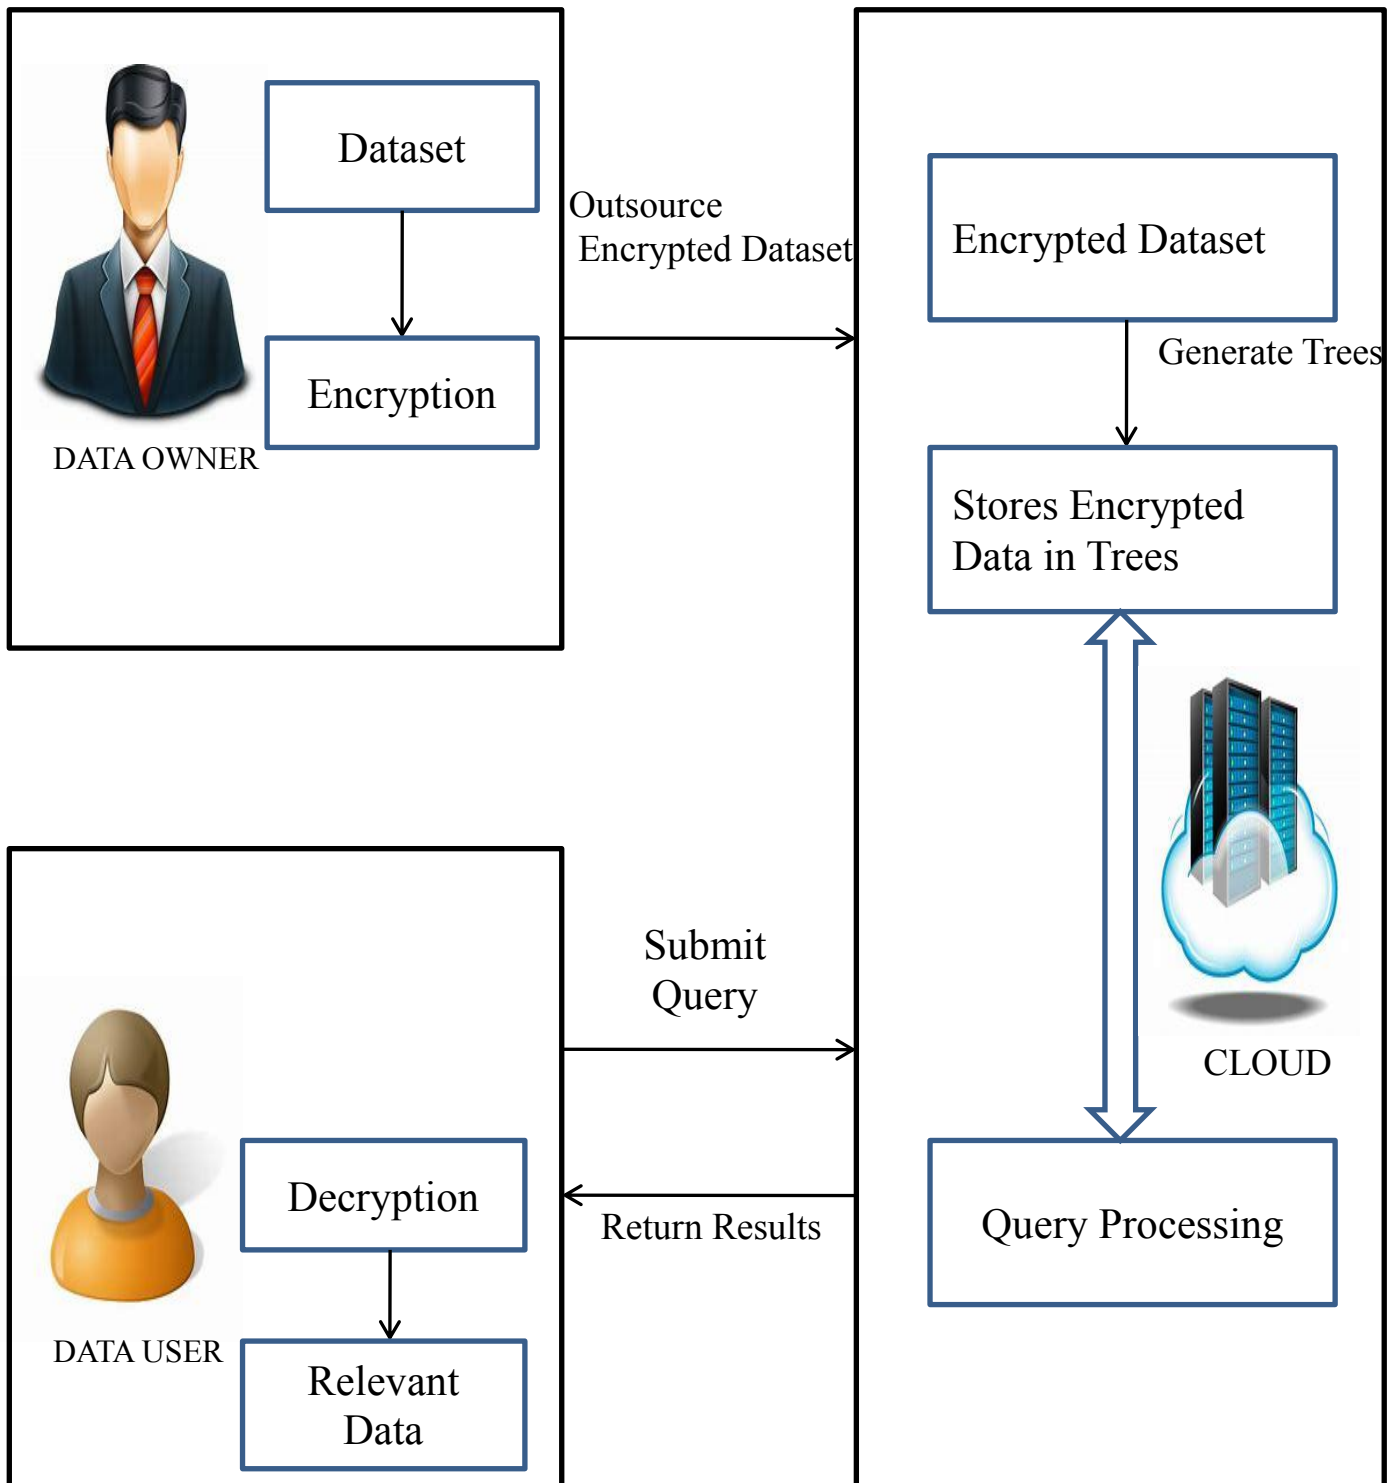 Dataset
Encryption
DATA OWNER
Outsource
Encrypted Dataset
Encrypted Dataset
Generate Trees
Stores Encrypted
Data in Trees
CLOUD
Query Processing
Submit
Query
Return Results
Decryption
DATA USER
Relevant
Data